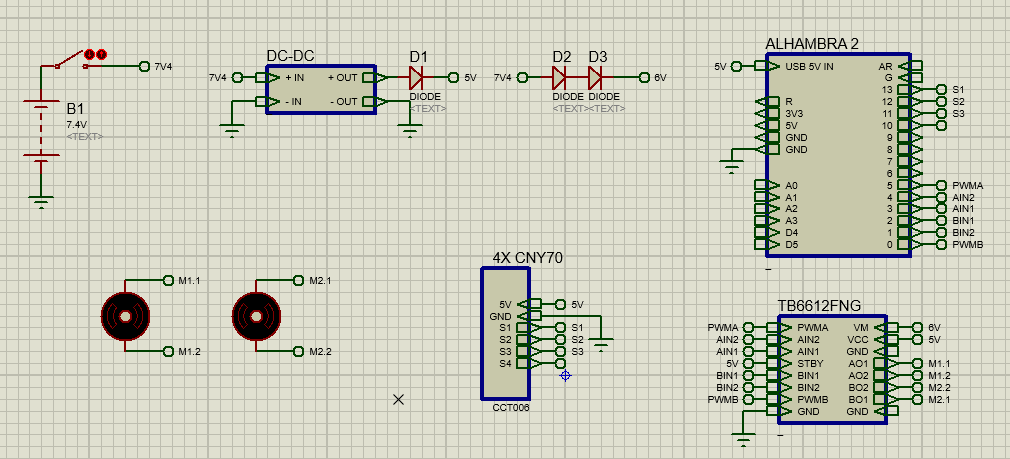 7V4
B1
7.4V
<TEXT>
DC-DC
7V4
+ IN
+ OUT
- IN
- OUT
D1
5V
DIODE
<TEXT>
D2
D3
7V4
6V
DIODE
DIODE
<TEXT>
<TEXT>
ALHAMBRA 2
5V
USB 5V IN
AR
G
13
S1
12
S2
R
11
S3
3V3
10
5V
9
GND
8
GND
7
6
A0
5
PWMA
A1
4
AIN2
A2
3
AIN1
A3
2
BIN1
D4
1
BIN2
D5
0
PWMB
M1.1
M1.2
M2.1
M2.2
4X CNY70
5V
5V
GND
S1
S1
S2
S2
S3
S3
S4
CCT006
TB6612FNG
PWMA
PWMA
VM
6V
AIN2
AIN2
VCC
5V
AIN1
AIN1
GND
5V
STBY
AO1
M1.1
BIN1
BIN1
AO2
M1.2
BIN2
BIN2
BO2
M2.2
PWMB
PWMB
BO1
M2.1
GND
GND